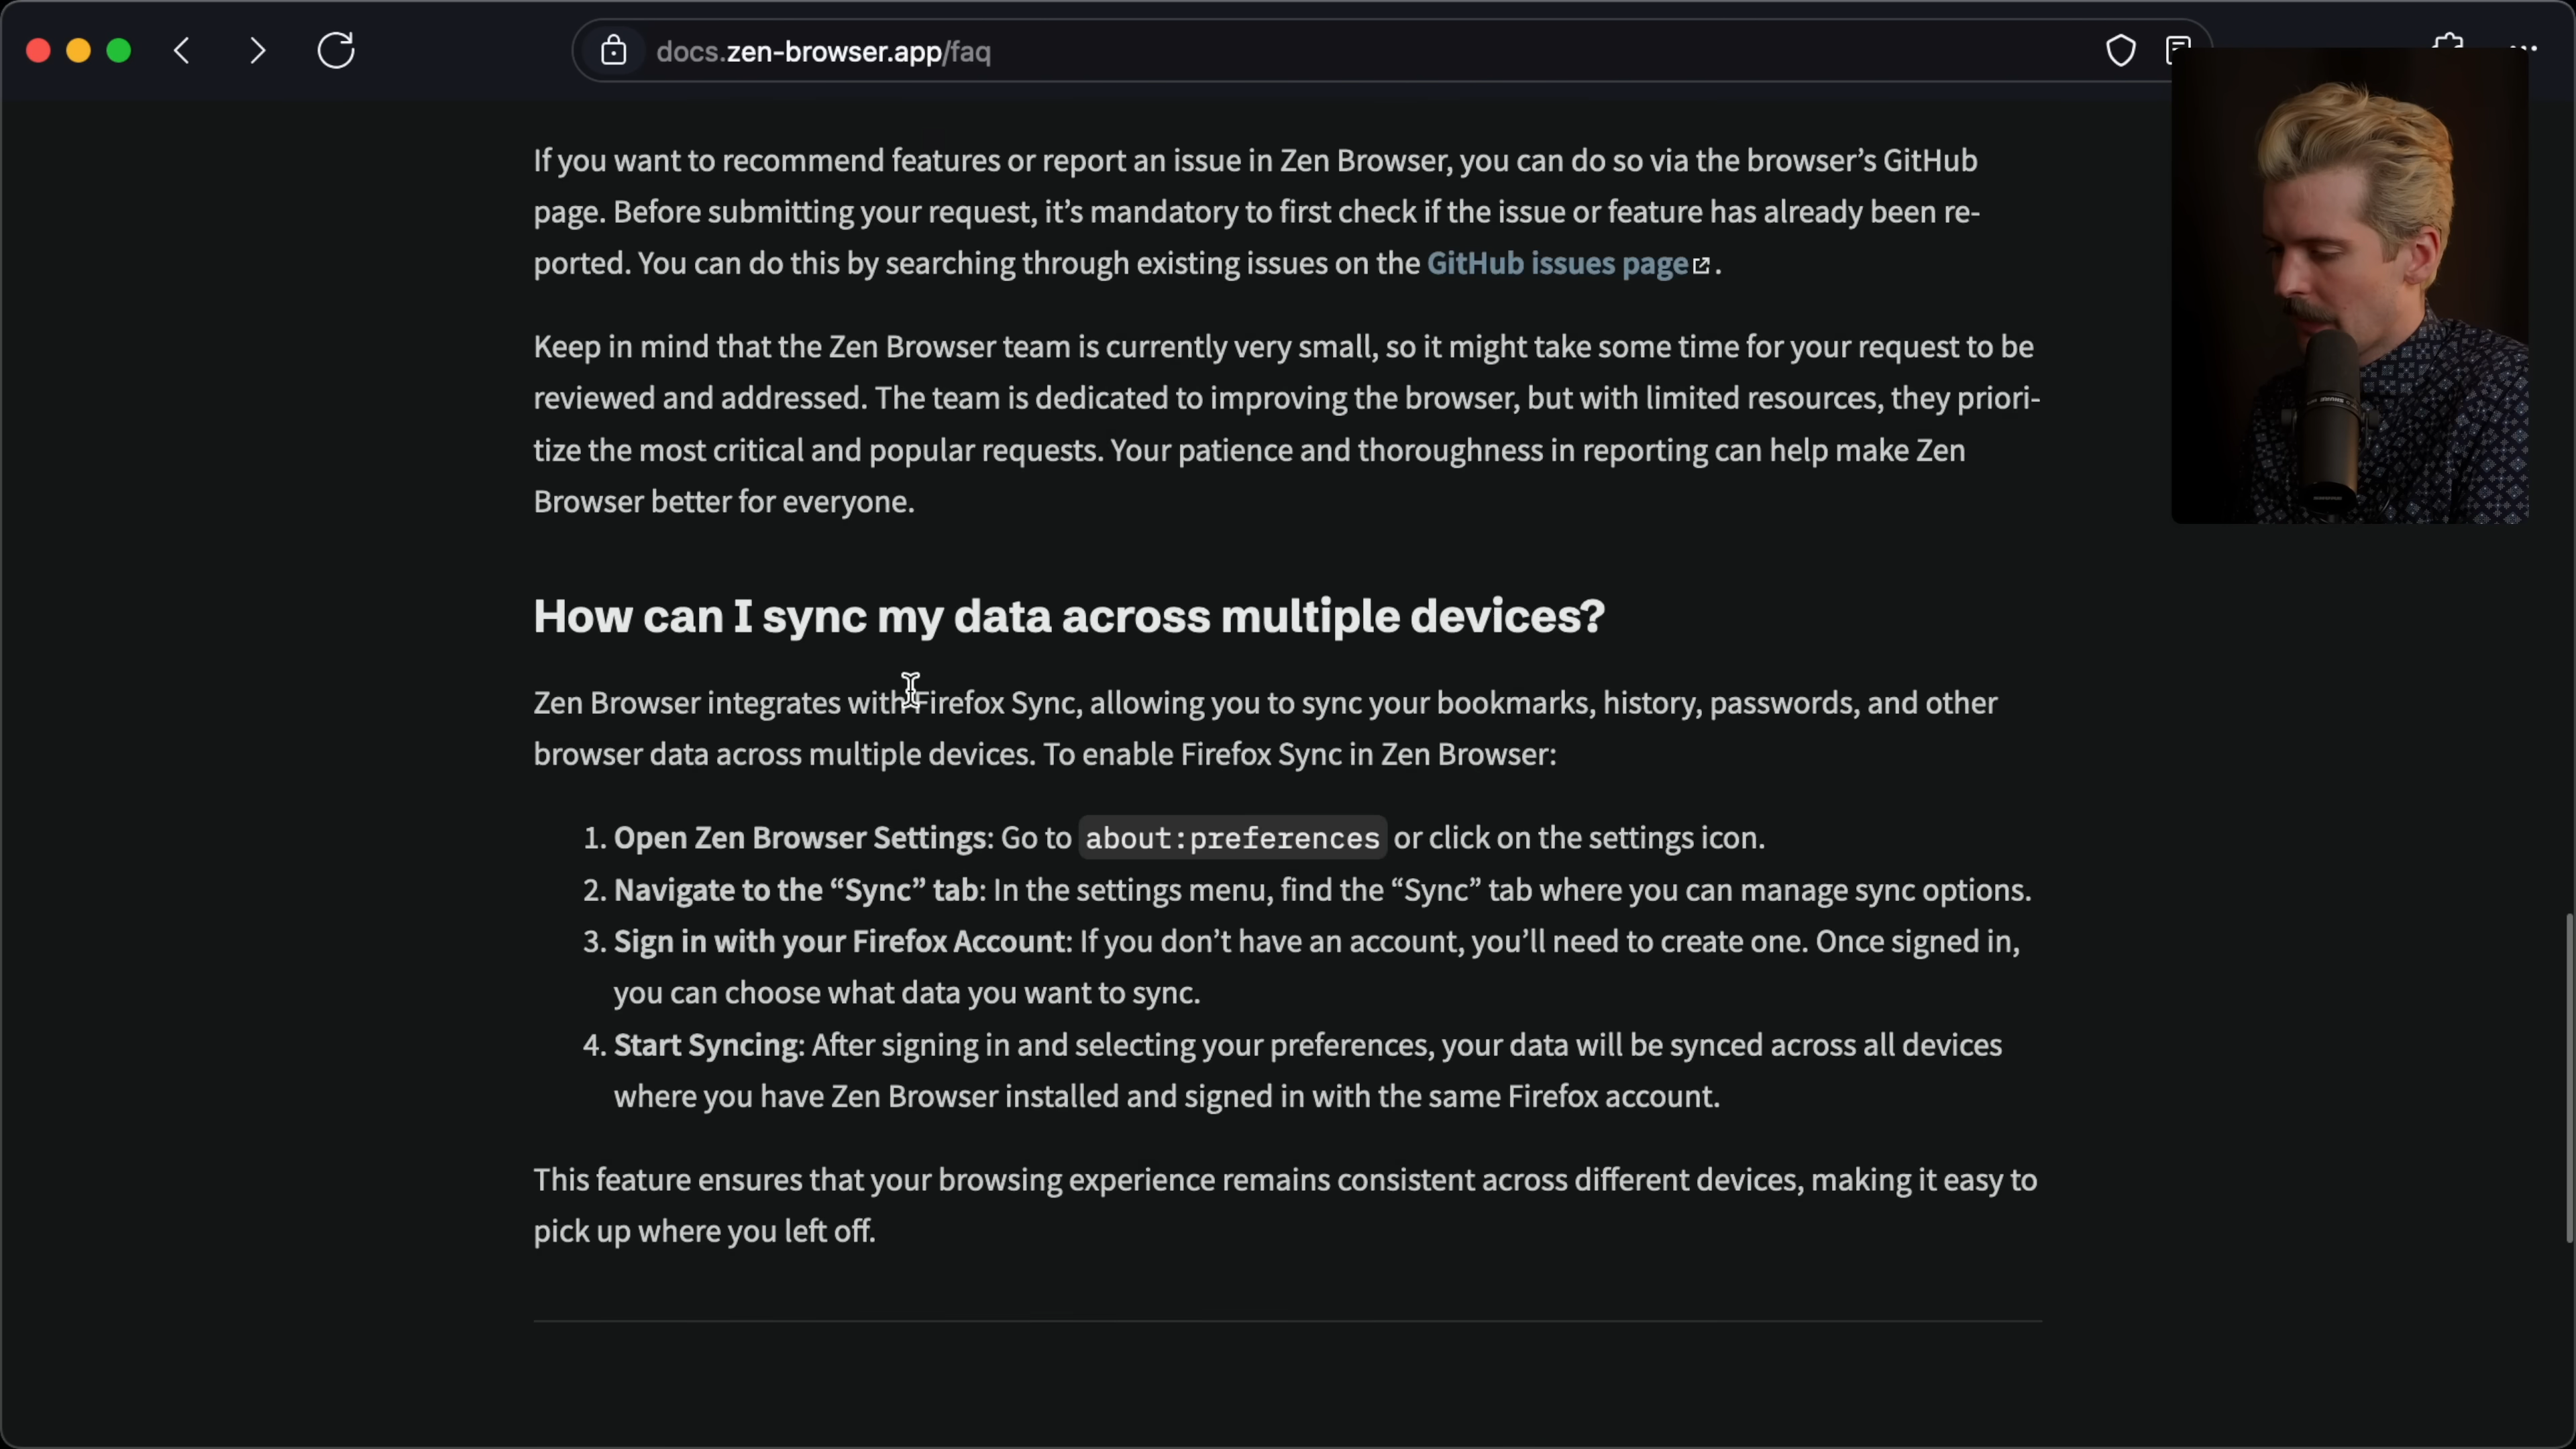 docs.zen-browser.app/faq
If you want to recommend features or report an issue in Zen Browser, you can do so via the browser’s GitHub
page. Before submitting your request, it’s mandatory to first check if the issue or feature has already been re-
ported. You can do this by searching through existing issues on the GitHub issues page.
Keep in mind that the Zen Browser team is currently very small, so it might take some time for your request to be
reviewed and addressed. The team is dedicated to improving the browser, but with limited resources, they priori-
tize the most critical and popular requests. Your patience and thoroughness in reporting can help make Zen
Browser better for everyone.
How can I sync my data across multiple devices?
Zen Browser integrates with Firefox Sync, allowing you to sync your bookmarks, history, passwords, and other
browser data across multiple devices. To enable Firefox Sync in Zen Browser:
1. Open Zen Browser Settings: Go to about:preferences or click on the settings icon.
2. Navigate to the “Sync” tab: In the settings menu, find the “Sync” tab where you can manage sync options.
3. Sign in with your Firefox Account: If you don’t have an account, you’ll need to create one. Once signed in,
you can choose what data you want to sync.
4. Start Syncing: After signing in and selecting your preferences, your data will be synced across all devices
where you have Zen Browser installed and signed in with the same Firefox account.
This feature ensures that your browsing experience remains consistent across different devices, making it easy to
pick up where you left off.